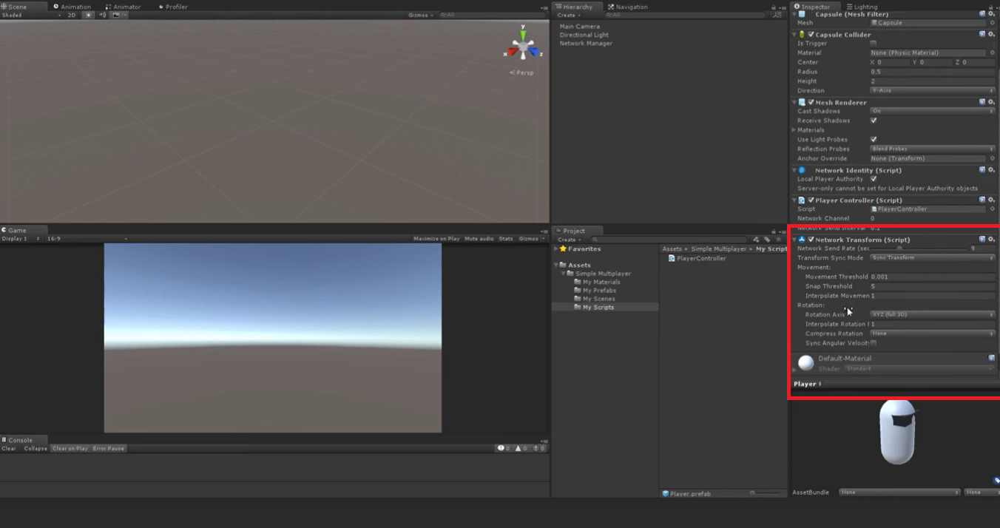 Scene Animation Animator Profiler
Shaded 2D Gizmos All
y
x z
Persp
Game
Display 1 16:9 Maximize on Play Mute audio Stats Gizmos
Console
Clear Collapse Clear on Play Error Pause 0 0 0
Hierarchy Navigation
Create All
Main Camera
Directional Light
Network Manager
Project
Create
Favorites
Assets
Simple Multiplayer
My Materials
My Prefabs
My Scenes
My Scripts
Assets Simple Multiplayer My Script
PlayerController
Player.prefab
Inspector Lighting
Capsule (Mesh Filter)
Mesh Capsule
Capsule Collider
Is Trigger
Material None (Physic Material)
Center X 0 Y 0 Z 0
Radius 0.5
Height 2
Direction Y-Axis
Mesh Renderer
Cast Shadows On
Receive Shadows
Materials
Use Light Probes
Reflection Probes Blend Probes
Anchor Override None (Transform)
Network Identity (Script)
Local Player Authority
Server-only cannot be set for Local Player Authority objects
Player Controller (Script)
Script PlayerController
Network Channel 0
Network Send Interval 0.1
Network Transform (Script)
Network Send Rate (sec 9
Transform Sync Mode Sync Transform
Movement:
Movement Threshold 0.001
Snap Threshold 5
Interpolate Movemen 1
Rotation:
Rotation Axis XYZ (full 3D)
Interpolate Rotation 1
Compress Rotation None
Sync Angular Velocity
Default-Material
Shader Standard
Player
AssetBundle None None